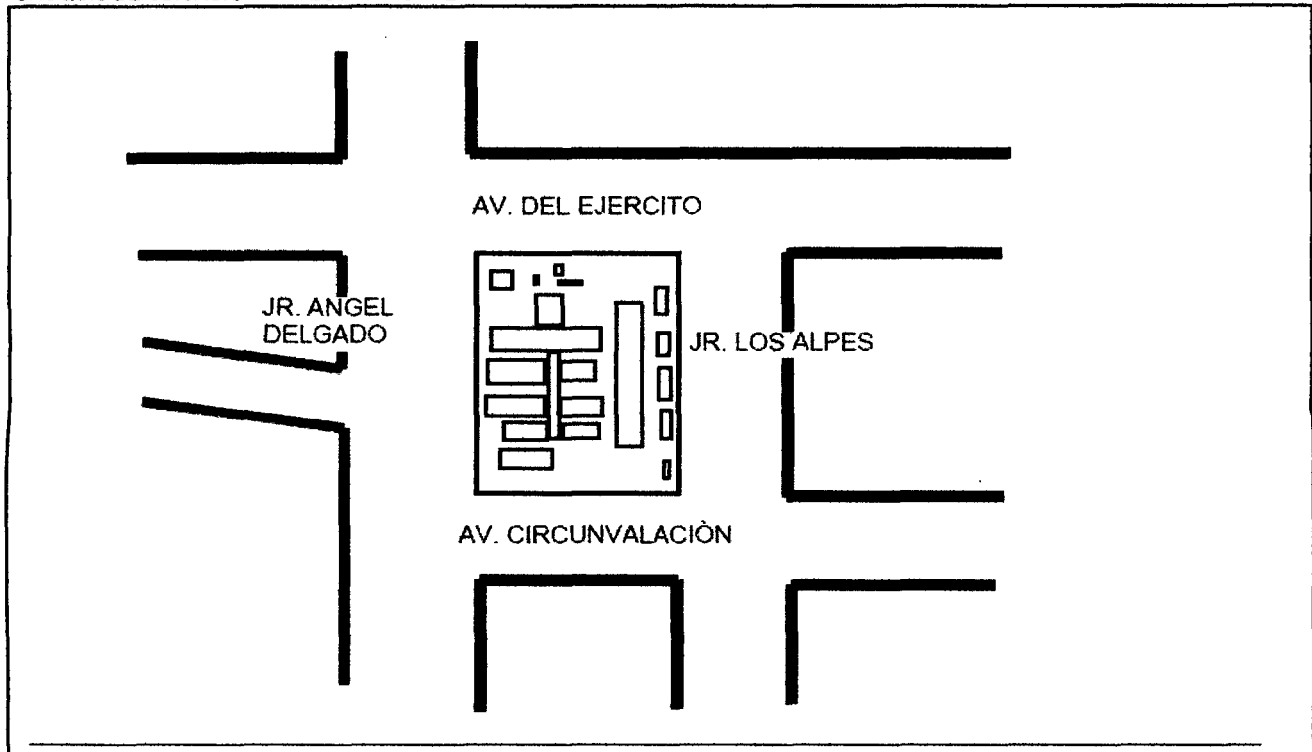 AV. DEL EJERCITO
JR. ANGEL
DELGADO
JR. LOS ALPES
AV. CIRCUNVALACIÒN